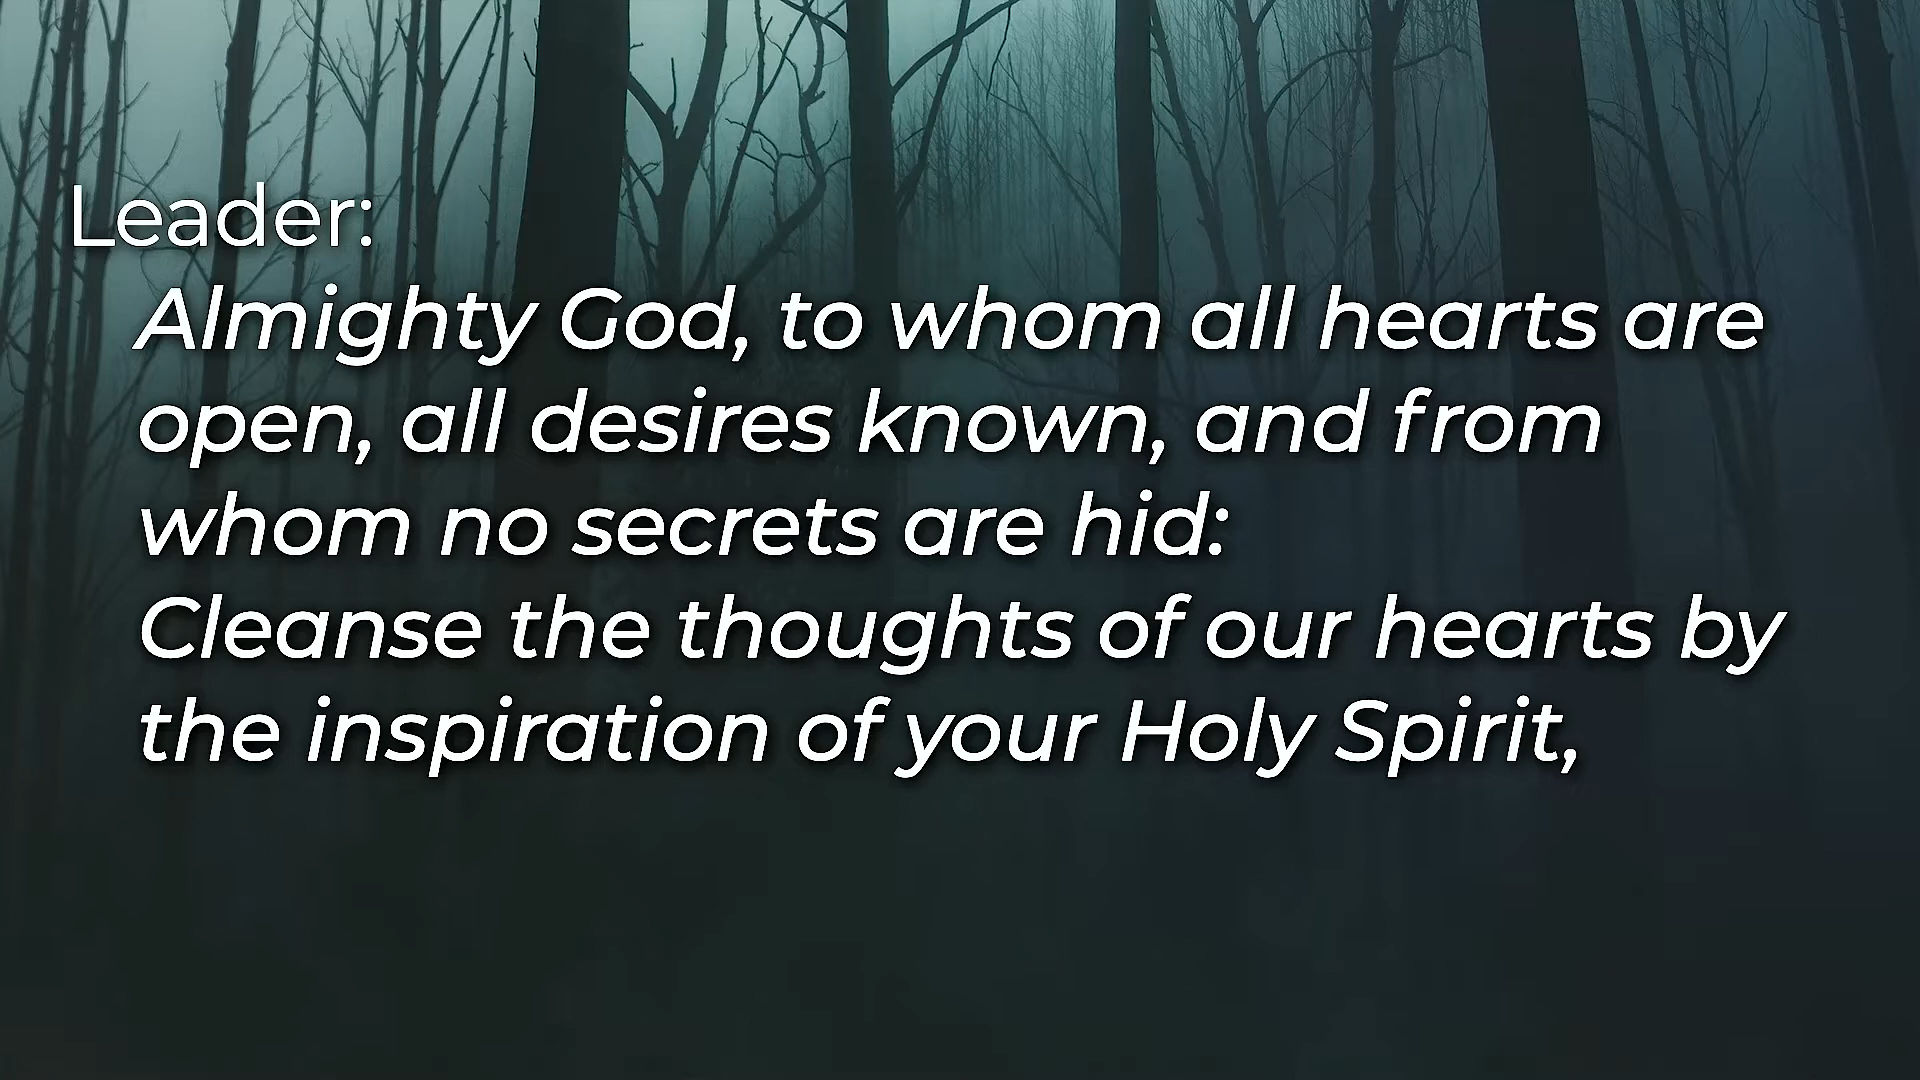 Leader:
Almighty God, to whom all hearts are
open, all desires known, and from
whom no secrets are hid:
Cleanse the thoughts of our hearts by
the inspiration of your Holy Spirit,